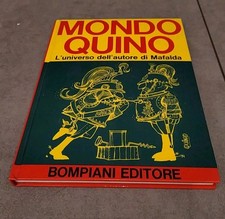 MONDO
QUINO
L'universo dell'autore di Mafalda
BOMPIANI EDITORE